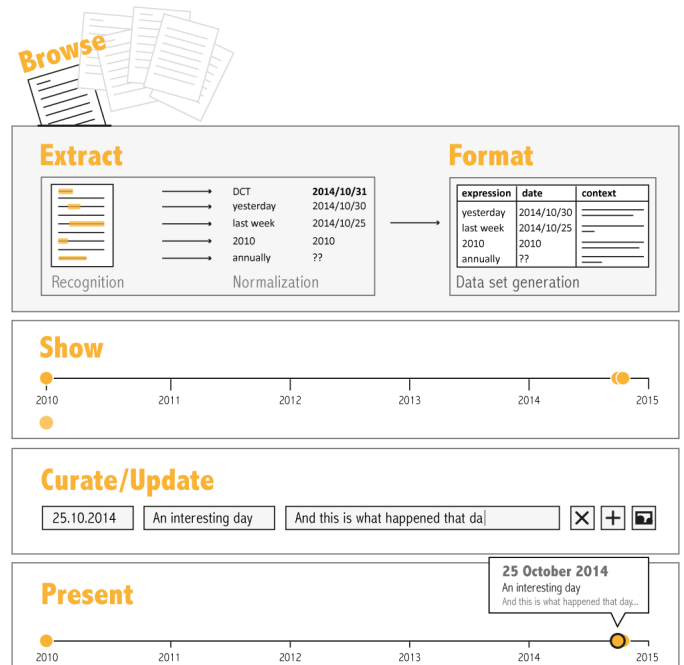 Browse
Extract
DCT 2014/10/31
yesterday 2014/10/30
last week 2014/10/25
2010 2010
annually ??
Recognition Normalization
Format
expression date context
yesterday 2014/10/30
last week 2014/10/25
2010 2010
annually ??
Data set generation
Show
2010 2011 2012 2013 2014 2015
Curate/Update
25.10.2014 An interesting day And this is what happened that da
Present
25 October 2014
An interesting day
And this is what happened that day...
2010 2011 2012 2013 2014 2015